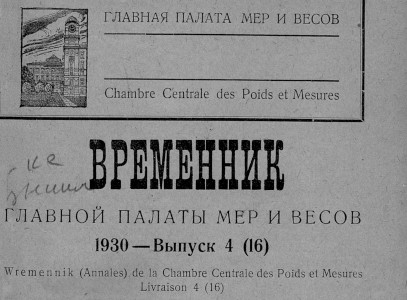 ГЛАВНАЯ ПАЛАТА МЕР И ВЕСОВ
Chambre Centrale des Poids et Mesures
ВРЕМЕННИК
ГЛАВНОЙ ПАЛАТЫ МЕР И ВЕСОВ
1930 — Выпуск 4 (16)
Wremennik (Annales) de la Chambre Centrale des Poids et Mesures
Livraison 4 (16)